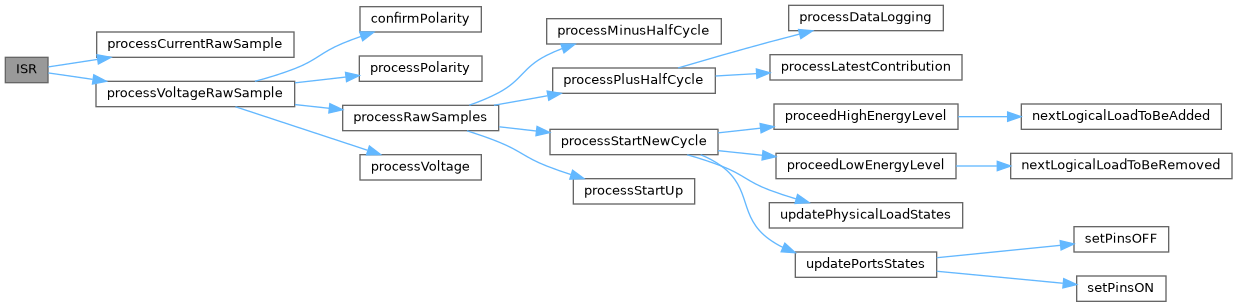 ISR
processCurrentRawSample
processVoltageRawSample
confirmPolarity
processPolarity
processRawSamples
processVoltage
processMinusHalfCycle
processPlusHalfCycle
processStartNewCycle
processStartUp
processDataLogging
processLatestContribution
proceedHighEnergyLevel
proceedLowEnergyLevel
updatePhysicalLoadStates
updatePortsStates
nextLogicalLoadToBeAdded
nextLogicalLoadToBeRemoved
setPinsOFF
setPinsON